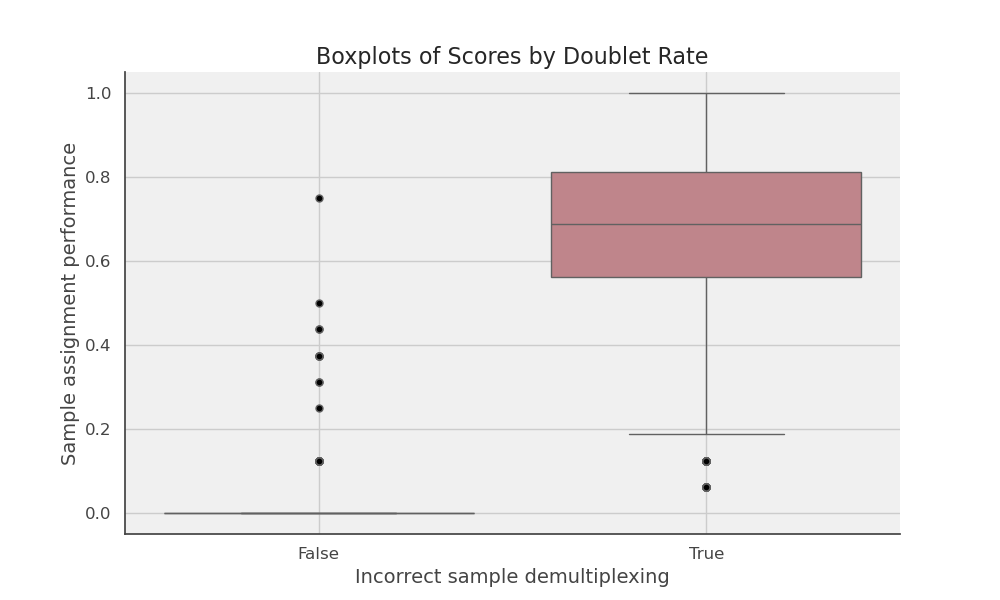 Boxplots of Scores by Doublet Rate
Sample assignment performance
1.0
0.8
0.6
0.4
0.2
0.0
False
True
Incorrect sample demultiplexing